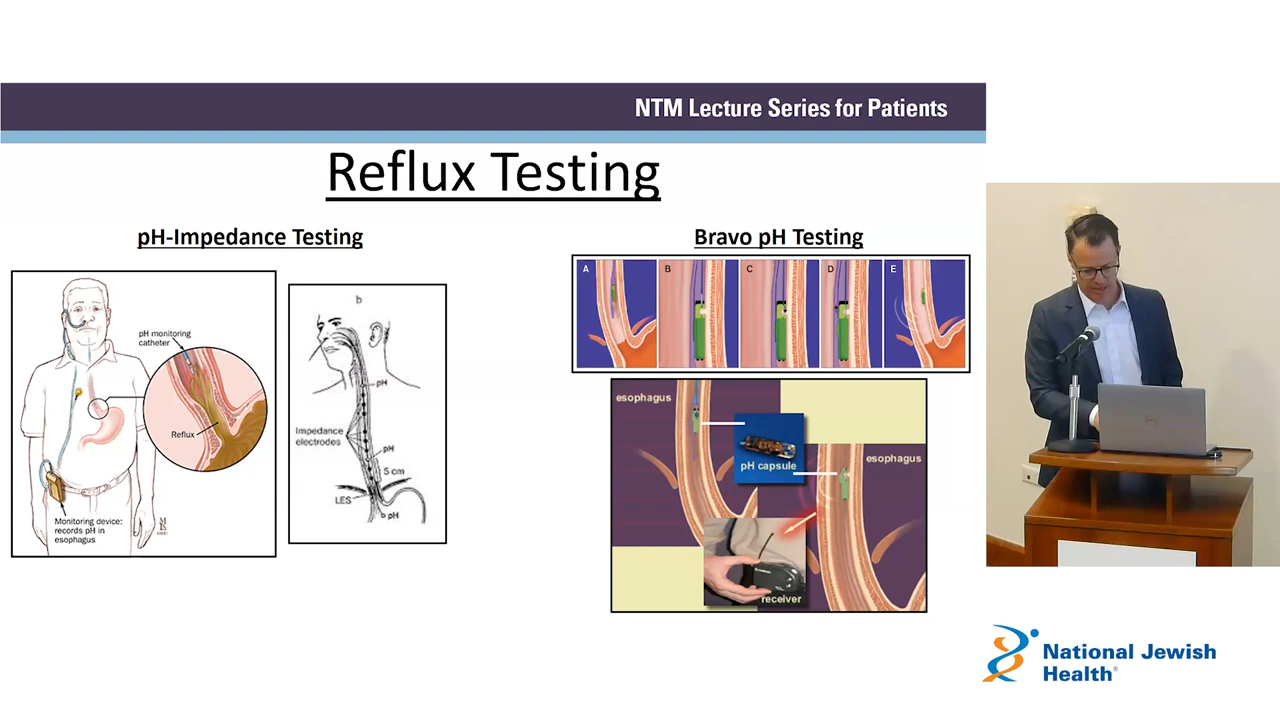 NTM Lecture Series for Patients
Reflux Testing
pH-Impedance Testing
pH monitoring
catheter
Reflux
Monitoring device:
records pH in
esophagus
b
pH
Impedance
electrodes
pH
5 cm
LES
pH
Bravo pH Testing
A
B
C
D
E
esophagus
pH capsule
esophagus
receiver
National Jewish
Health®